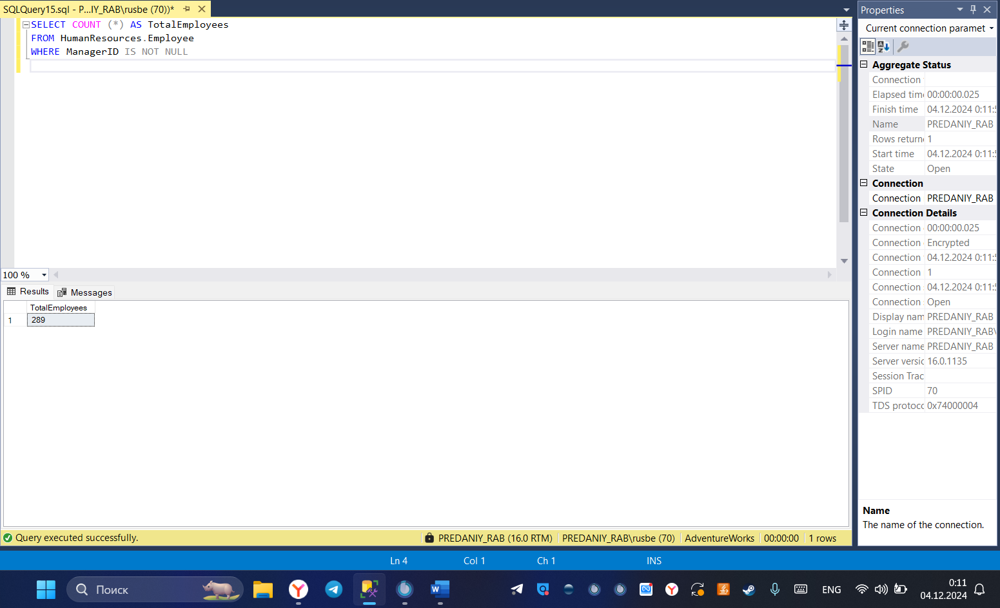 SQLQuery15.sql - P...IY_RAB\rusbe (70))*
SELECT COUNT (*) AS TotalEmployees
FROM HumanResources.Employee
WHERE ManagerID IS NOT NULL
100 %
Results
Messages
TotalEmployees
1
289
Query executed successfully.
PREDANIY_RAB (16.0 RTM)
PREDANIY_RAB\rusbe (70)
AdventureWorks
00:00:00
1 rows
Properties
Current connection paramet
Aggregate Status
Connection
Elapsed time 00:00:00.025
Finish time 04.12.2024 0:11:5
Name PREDANIY_RAB
Rows returne 1
Start time 04.12.2024 0:11:5
State Open
Connection
Connection PREDANIY_RAB
Connection Details
Connection 00:00:00.025
Connection Encrypted
Connection 04.12.2024 0:11:5
Connection 1
Connection 04.12.2024 0:11:5
Connection Open
Display nam PREDANIY_RAB
Login name PREDANIY_RAB\
Server name PREDANIY_RAB
Server versic 16.0.1135
Session Trac
SPID 70
TDS protocc 0x74000004
Name
The name of the connection.
Ln 4
Col 1
Ch 1
INS
Поиск
ENG
0:11
04.12.2024